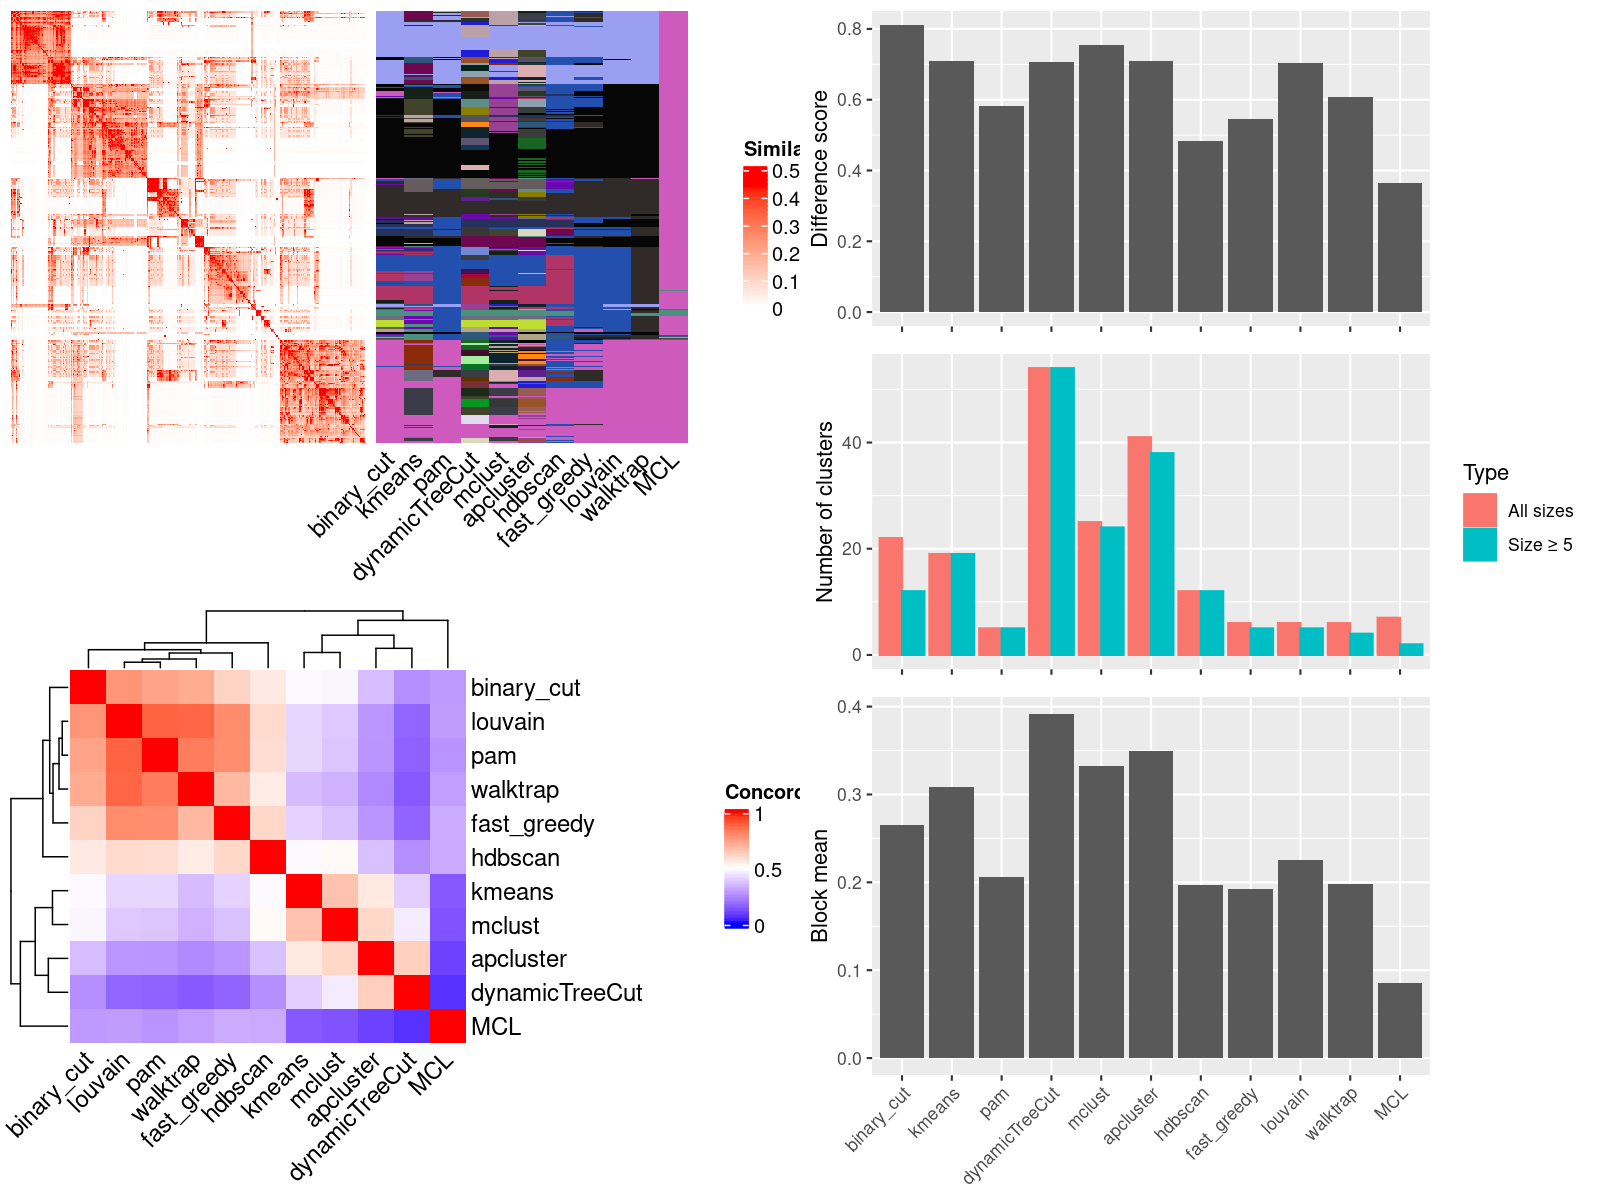 Simila
0.5
0.4
0.3
0.2
0.1
0
binary_cut
kmeans
pam
dynamicTreeCut
mclust
apcluster
hdbscan
fast_greedy
louvain
walktrap
MCL
Difference score
0.8
0.6
0.4
0.2
0.0
Number of clusters
40
20
0
Type
All sizes
Size ≥ 5
binary_cut
louvain
pam
walktrap
fast_greedy
hdbscan
kmeans
mclust
apcluster
dynamicTreeCut
MCL
binary_cut
louvain
pam
walktrap
fast_greedy
hdbscan
kmeans
mclust
apcluster
dynamicTreeCut
MCL
Concord
1
0.5
0
Block mean
0.4
0.3
0.2
0.1
0.0
binary_cut
kmeans
pam
dynamicTreeCut
mclust
apcluster
hdbscan
fast_greedy
louvain
walktrap
MCL